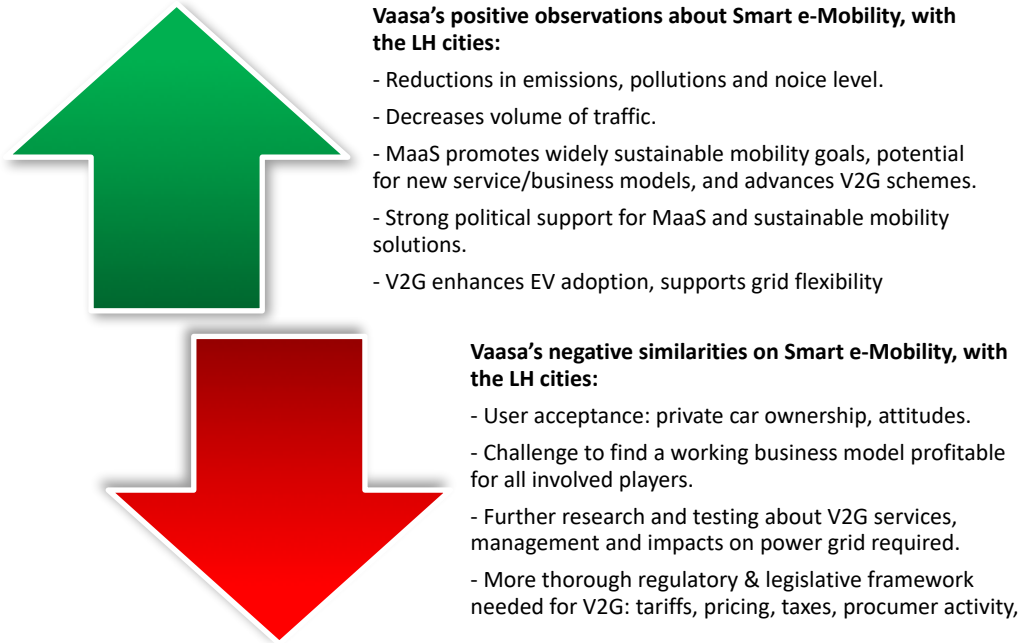 Vaasa's positive observations about Smart e-Mobility, with
the LH cities:
- Reductions in emissions, pollutions and noice level.
- Decreases volume of traffic.
- MaaS promotes widely sustainable mobility goals, potential
for new service/business models, and advances V2G schemes.
- Strong political support for MaaS and sustainable mobility
solutions.
- V2G enhances EV adoption, supports grid flexibility
Vaasa's negative similarities on Smart e-Mobility, with
the LH cities:
- User acceptance: private car ownership, attitudes.
- Challenge to find a working business model profitable
for all involved players.
- Further research and testing about V2G services,
management and impacts on power grid required.
- More thorough regulatory & legislative framework
needed for V2G: tariffs, pricing, taxes, procumer activity,